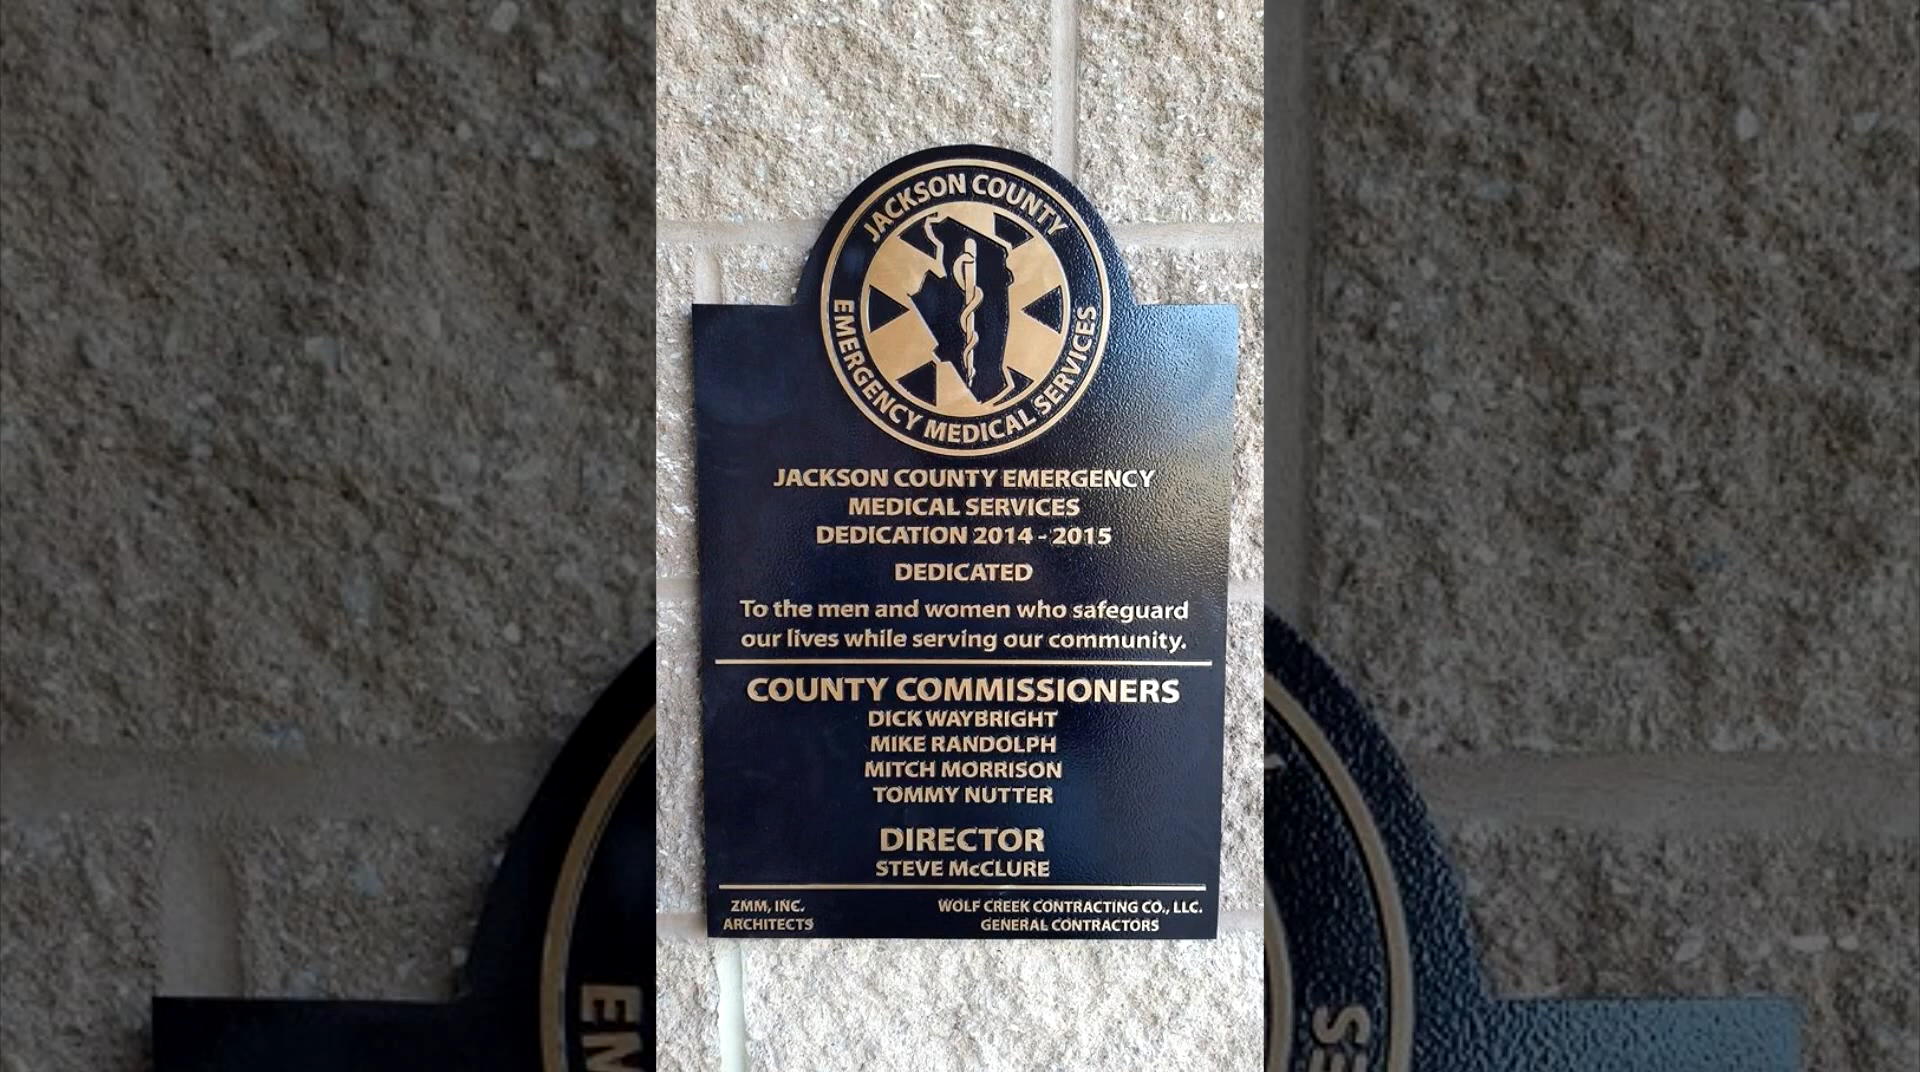 JACKSON COUNTY
EMERGENCY MEDICAL SERVICES
JACKSON COUNTY EMERGENCY
MEDICAL SERVICES
DEDICATION 2014 - 2015
DEDICATED
To the men and women who safeguard
our lives while serving our community.
COUNTY COMMISSIONERS
DICK WAYBRIGHT
MIKE RANDOLPH
MITCH MORRISON
TOMMY NUTTER
DIRECTOR
STEVE McCLURE
ZMM, INC.
ARCHITECTS
WOLF CREEK CONTRACTING CO., LLC.
GENERAL CONTRACTORS